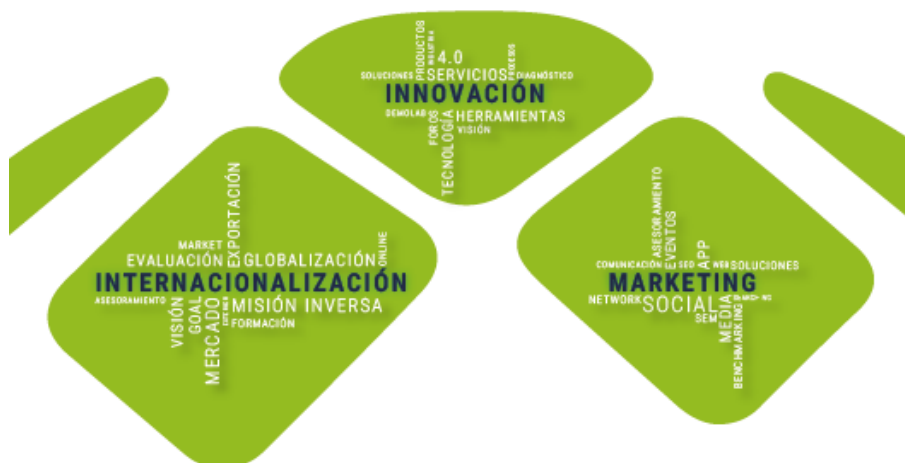 PRODUCTOS
INDUSTRIA
4.0
PROCESOS
SOLUCIONES
SERVICIOS
DIAGNÓSTICO
INNOVACIÓN
DEMOLAB
FOROS
TECNOLOGÍA
HERRAMIENTAS
VISIÓN
EXPORTACIÓN
MARKET
ONLINE
EVALUACIÓN
GLOBALIZACIÓN
INTERNACIONALIZACIÓN
ASESORAMIENTO
VISIÓN
GOAL
MERCADO
MISIÓN INVERSA
FORMACIÓN
ASESORAMIENTO
EVENTOS
APP
COMUNICACIÓN
SEO
WEB
SOLUCIONES
MARKETING
NETWORK
SOCIAL
SEM
MEDIA
BENCHMARKING